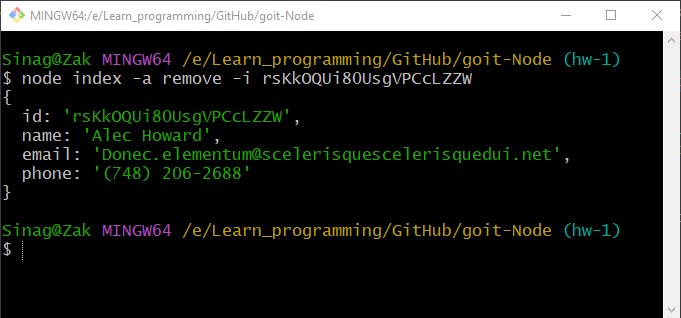 MINGW64:/e/Learn_programming/GitHub/goit-Node
Sinag@Zak MINGW64 /e/Learn_programming/GitHub/goit-Node (hw-1)
$ node index -a remove -i rsKkOQUi80UsgVPCcLZZW
{
  id: 'rsKkOQUi80UsgVPCcLZZW',
  name: 'Alec Howard',
  email: 'Donec.elementum@scelerisquescelerisquedui.net',
  phone: '(748) 206-2688'
}
Sinag@Zak MINGW64 /e/Learn_programming/GitHub/goit-Node (hw-1)
$